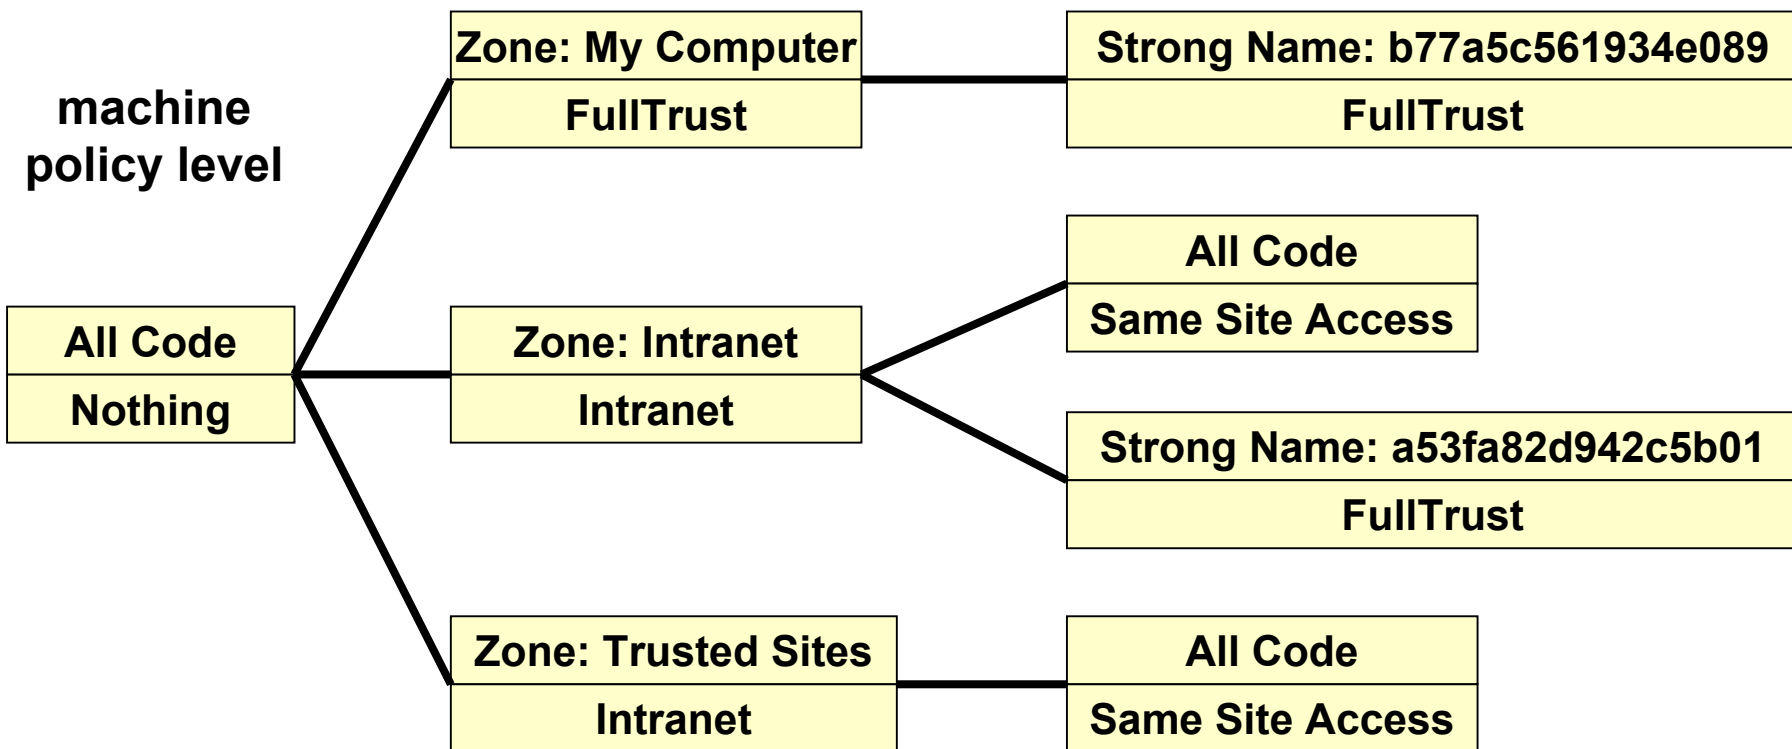 machine
policy level
All Code
Nothing
Zone: My Computer
FullTrust
Strong Name: b77a5c561934e089
FullTrust
Zone: Intranet
Intranet
All Code
Same Site Access
Strong Name: a53fa82d942c5b01
FullTrust
Zone: Trusted Sites
Intranet
All Code
Same Site Access